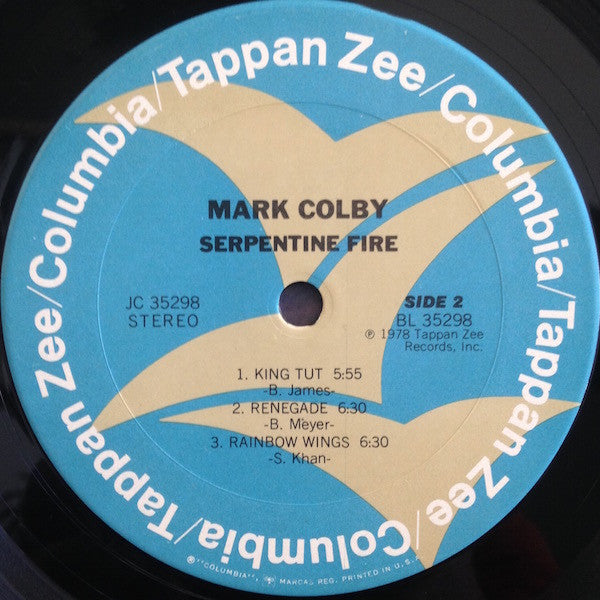 Columbia/Tappan Zee/Columbia/Tappan Zee/Columbia/Tappan Zee/
MARK COLBY
SERPENTINE FIRE
JC 35298
STEREO
SIDE 2
BL 35298
℗ 1978 Tappan Zee
Records, Inc.
1. KING TUT 5:55
-B. James-
2. RENEGADE 6:30
-B. Meyer-
3. RAINBOW WINGS 6:30
-S. Khan-
® "COLUMBIA", MARCAS REG. PRINTED IN U.S.A.